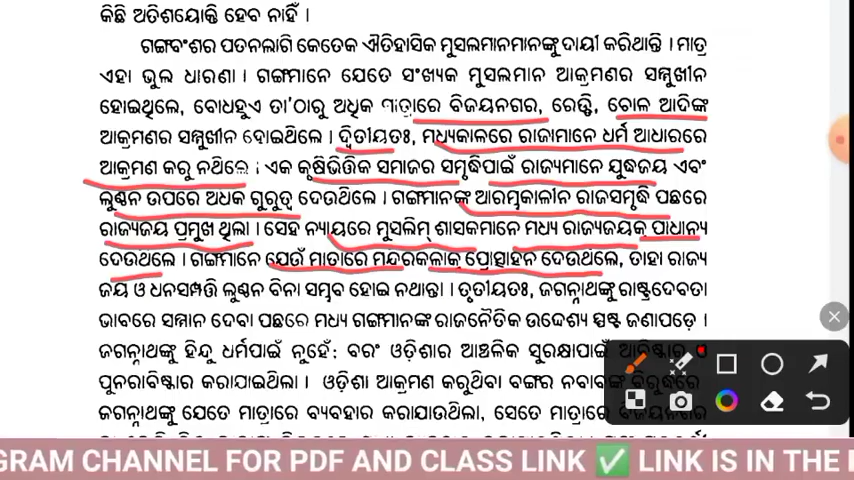 କିଛି ଅତିଶୟୋକ୍ତି ହେବ ନାହିଁ ।
ଗଙ୍ଗବଂଶର ପତନଲାଗି କେତେକ ଐତିହାସିକ ମୁସଲମାନମାନଙ୍କୁ ଦାୟୀ କରିଥାନ୍ତି । ମାତ୍ର
ଏହା ଭୁଲ ଧାରଣା । ଗଙ୍ଗମାନେ ଯେତେ ସଂଖ୍ୟକ ମୁସଲମାନ ଆକ୍ରମଣର ସମ୍ମୁଖୀନ
ହୋଇଥିଲେ, ବୋଧହୁଏ ତା'ଠାରୁ ଅଧିକ ମାତ୍ରାରେ ବିଜୟନଗର, ରେଡ୍ଡି, ଚୋଳ ଆଦିଙ୍କ
ଆକ୍ରମଣର ସମ୍ମୁଖୀନ ହୋଇଥିଲେ । ଦ୍ୱିତୀୟତଃ, ମଧ୍ୟକାଳରେ ରାଜାମାନେ ଧର୍ମ ଆଧାରରେ
ଆକ୍ରମଣ କରୁ ନଥିଲେ । ଏକ କୃଷିଭିତ୍ତିକ ସମାଜର ସମୃଦ୍ଧିପାଇଁ ରାଜ୍ୟମାନେ ଯୁଦ୍ଧଜୟ ଏବଂ
ଲୁଣ୍ଠନ ଉପରେ ଅଧିକ ଗୁରୁତ୍ୱ ଦେଉଥିଲେ । ଗଙ୍ଗମାନଙ୍କ ଆରମ୍ଭକାଳୀନ ରାଜସମୃଦ୍ଧି ପଛରେ
ରାଜ୍ୟଜୟ ପ୍ରମୁଖ ଥିଲା । ସେହି ନ୍ୟାୟରେ ମୁସଲିମ୍ ଶାସକମାନେ ମଧ୍ୟ ରାଜ୍ୟଜୟକୁ ପ୍ରାଧାନ୍ୟ
ଦେଉଥିଲେ । ଗଙ୍ଗମାନେ ଯେଉଁ ମାତ୍ରାରେ ମନ୍ଦିରକଳାକୁ ପ୍ରୋତ୍ସାହନ ଦେଉଥିଲେ, ତାହା ରାଜ୍ୟ
ଜୟ ଓ ଧନସମ୍ପତ୍ତି ଲୁଣ୍ଠନ ବିନା ସମ୍ଭବ ହୋଇ ନଥାନ୍ତା । ତୃତୀୟତଃ, ଜଗନ୍ନାଥଙ୍କୁ ରାଷ୍ଟ୍ରଦେବତା
ଭାବରେ ସମ୍ମାନ ଦେବା ପଛରେ ମଧ୍ୟ ଗଙ୍ଗମାନଙ୍କ ରାଜନୈତିକ ଉଦ୍ଦେଶ୍ୟ ସ୍ପଷ୍ଟ ଜଣାପଡ଼େ ।
ଜଗନ୍ନାଥଙ୍କୁ ହିନ୍ଦୁ ଧର୍ମପାଇଁ ନୁହେଁ; ବରଂ ଓଡ଼ିଶାର ଆଞ୍ଚଳିକ ସୁରକ୍ଷାପାଇଁ ଆବିଷ୍କାର ଓ
ପୁନରାବିଷ୍କାର କରାଯାଇଥିଲା । ଓଡ଼ିଶା ଆକ୍ରମଣ କରୁଥିବା ବଙ୍ଗର ନବାବଙ୍କ ବିରୁଦ୍ଧରେ
ଜଗନ୍ନାଥଙ୍କୁ ଯେତେ ମାତ୍ରାରେ ବ୍ୟବହାର କରାଯାଉଥିଲା, ସେତେ ମାତ୍ରାରେ ବିଜୟନଗର
GRAM CHANNEL FOR PDF AND CLASS LINK ✅ LINK IS IN THE